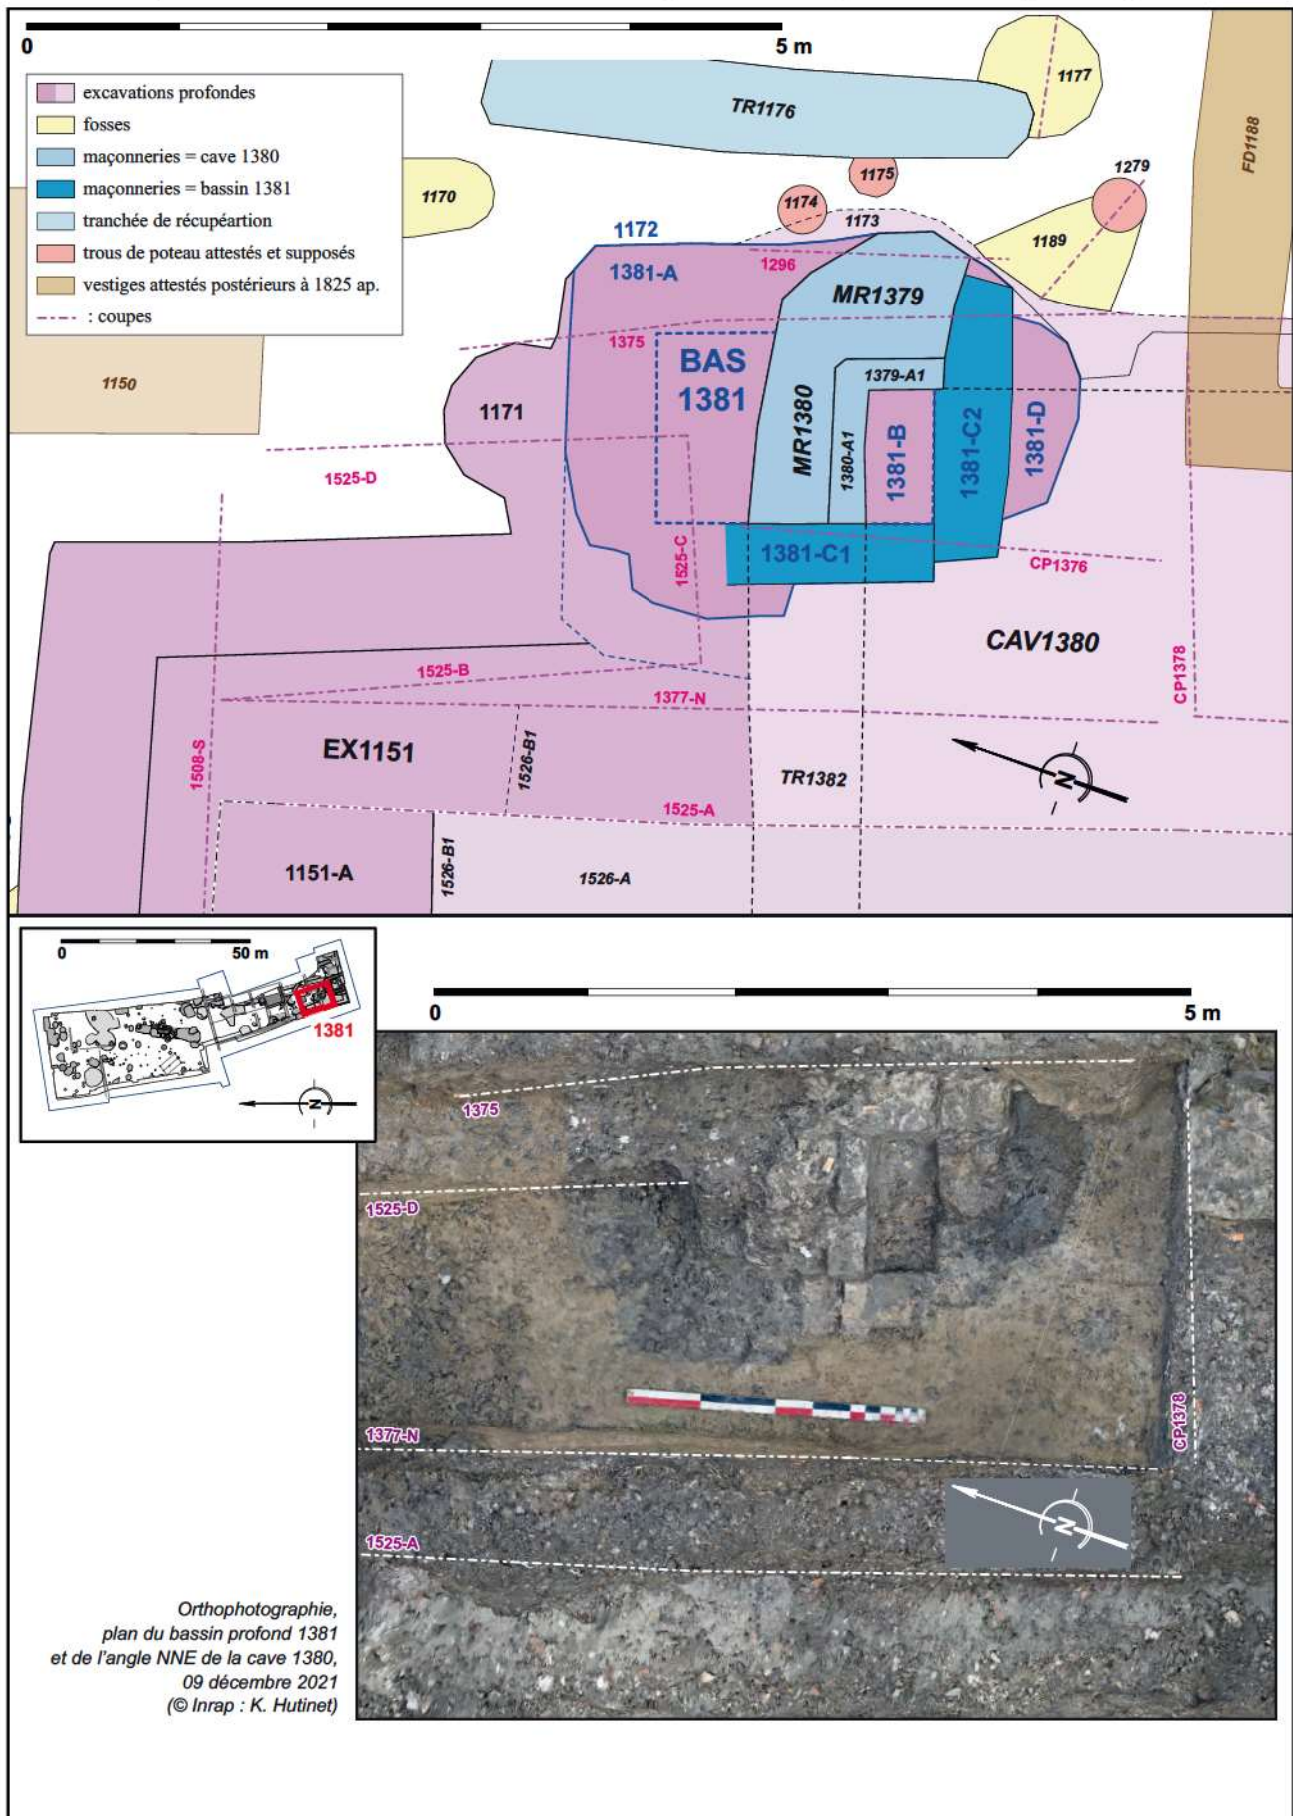 0
5 m
excavations profondes
fosses
maçonneries = cave 1380
maçonneries = bassin 1381
tranchée de récupéartion
trous de poteau attestés et supposés
vestiges attestés postérieurs à 1825 ap.
: coupes
TR1176
1177
FD1188
1170
1175
1174
1173
1279
1189
1172
1381-A
1296
MR1379
1375
BAS
1381
1379-A1
1150
1171
MR1380
1380-A1
1381-B
1381-C2
1381-D
1525-D
1525-C
1381-C1
CP1376
CAV1380
1525-B
1377-N
CP1378
EX1151
1508-S
1526-B1
TR1382
N
1525-A
1151-A
1526-B1
1526-A
0
50 m
1381
N
0
5 m
1375
1525-D
1377-N
CP1378
1525-A
N
Orthophotographie,
plan du bassin profond 1381
et de l'angle NNE de la cave 1380,
09 décembre 2021
(© Inrap : K. Hutinet)